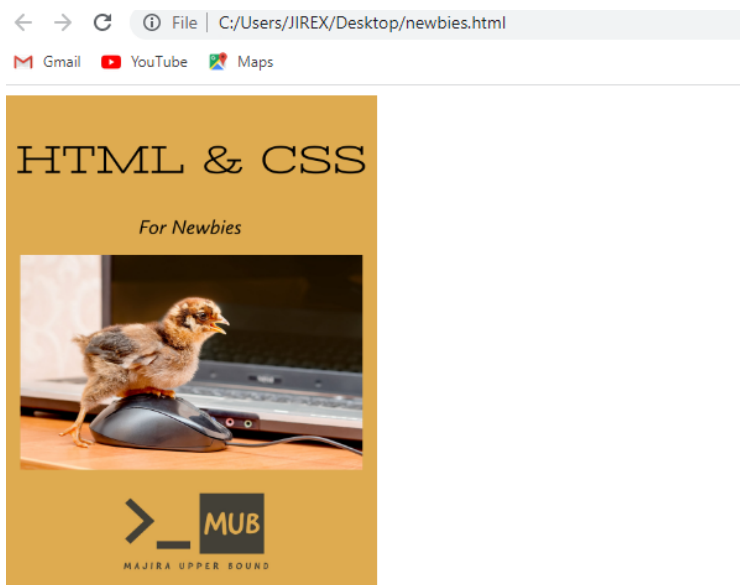 File | C:/Users/JIREX/Desktop/newbies.html
Gmail YouTube Maps
HTML & CSS
For Newbies
>_ MUB
MAJIRA UPPER BOUND